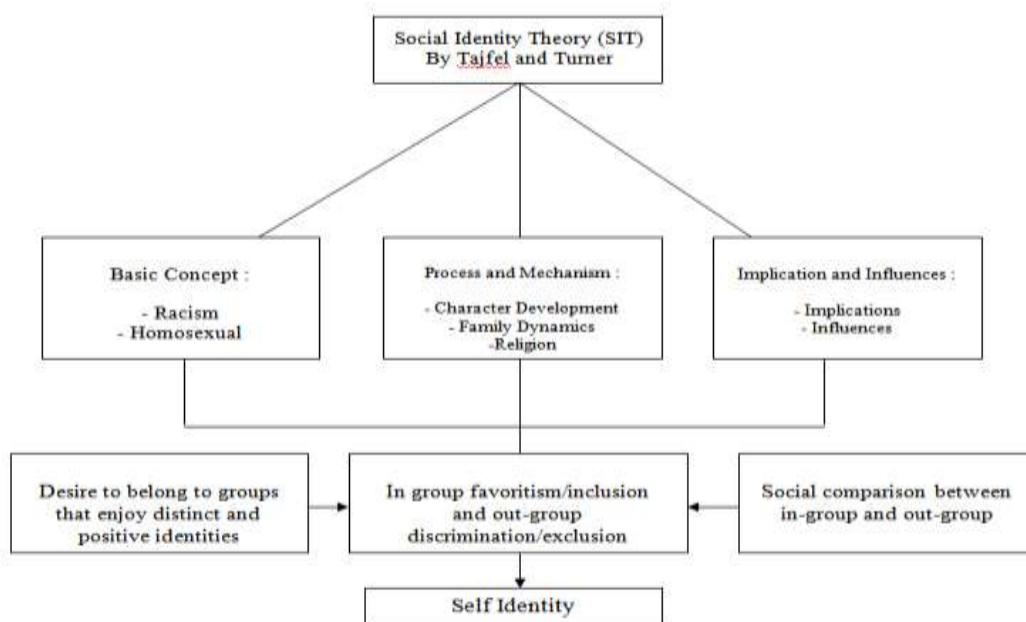 Social Identity Theory (SIT)
By Tajfel and Turner
Basic Concept :
- Racism
- Homosexual
Process and Mechanism :
- Character Development
- Family Dynamics
-Religion
Implication and Influences :
- Implications
- Influences
Desire to belong to groups
that enjoy distinct and
positive identities
In group favoritism/inclusion
and out-group
discrimination/exclusion
Social comparison between
in-group and out-group
Self Identity